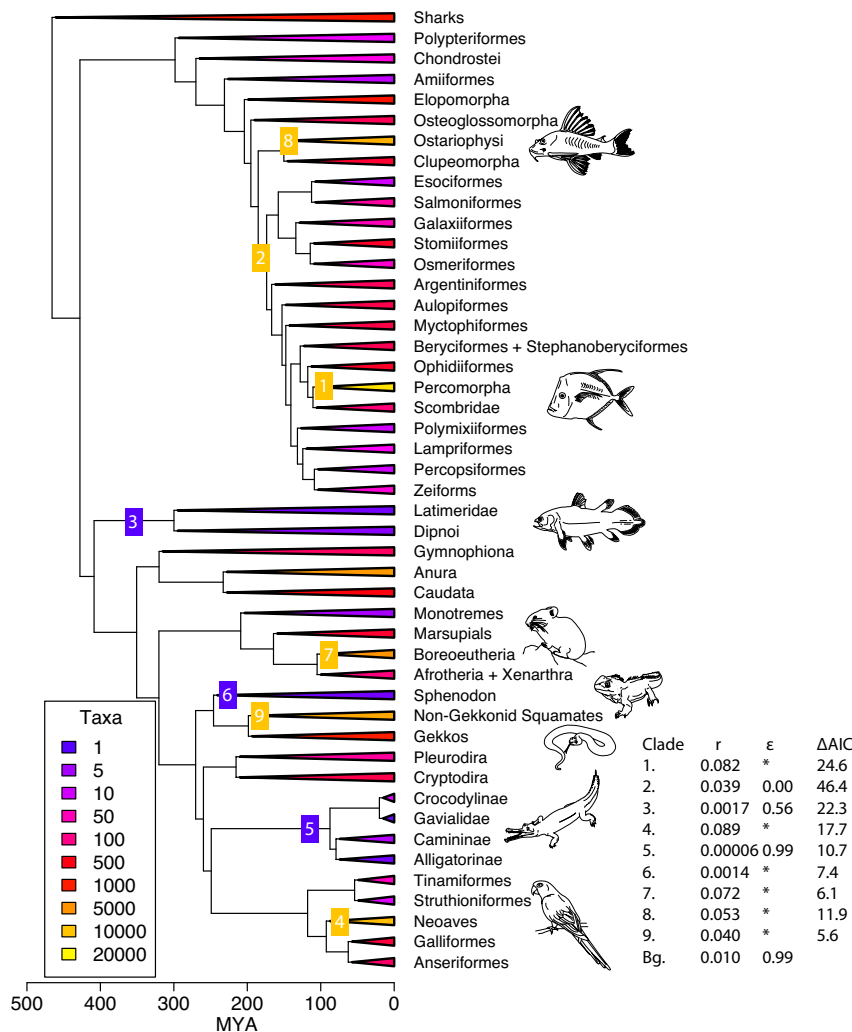 Sharks
Polypteriformes
Chondrostei
Amiiformes
Elopomorpha
Osteoglossomorpha
8 Ostariophysi
Clupeomorpha
Esociformes
Salmoniformes
Galaxiiformes
Stomiiformes
2
Osmeriformes
Argentiniformes
Aulopiformes
Myctophiformes
Beryciformes + Stephanoberyciformes
Ophidiiformes
1 Percomorpha
Scombridae
Polymixiiformes
Lampriformes
Percopsiformes
Zeiforms
Latimeridae
3
Dipnoi
Gymnophiona
Anura
Caudata
Monotremes
Marsupials
7 Boreoeutheria
Afrotheria + Xenarthra
6 Sphenodon
9 Non-Gekkonid Squamates
Gekkos
Pleurodira
Cryptodira
Crocodylinae
Gavialidae
5
Camininae
Alligatorinae
Tinamiformes
Struthioniformes
4 Neoaves
Galliformes
Anseriformes
Taxa
1
5
10
50
100
500
1000
5000
10000
20000
Clade r ε ΔAIC
1. 0.082 * 24.6
2. 0.039 0.00 46.4
3. 0.0017 0.56 22.3
4. 0.089 * 17.7
5. 0.00006 0.99 10.7
6. 0.0014 * 7.4
7. 0.072 * 6.1
8. 0.053 * 11.9
9. 0.040 * 5.6
Bg. 0.010 0.99
500 400 300 200 100 0
MYA